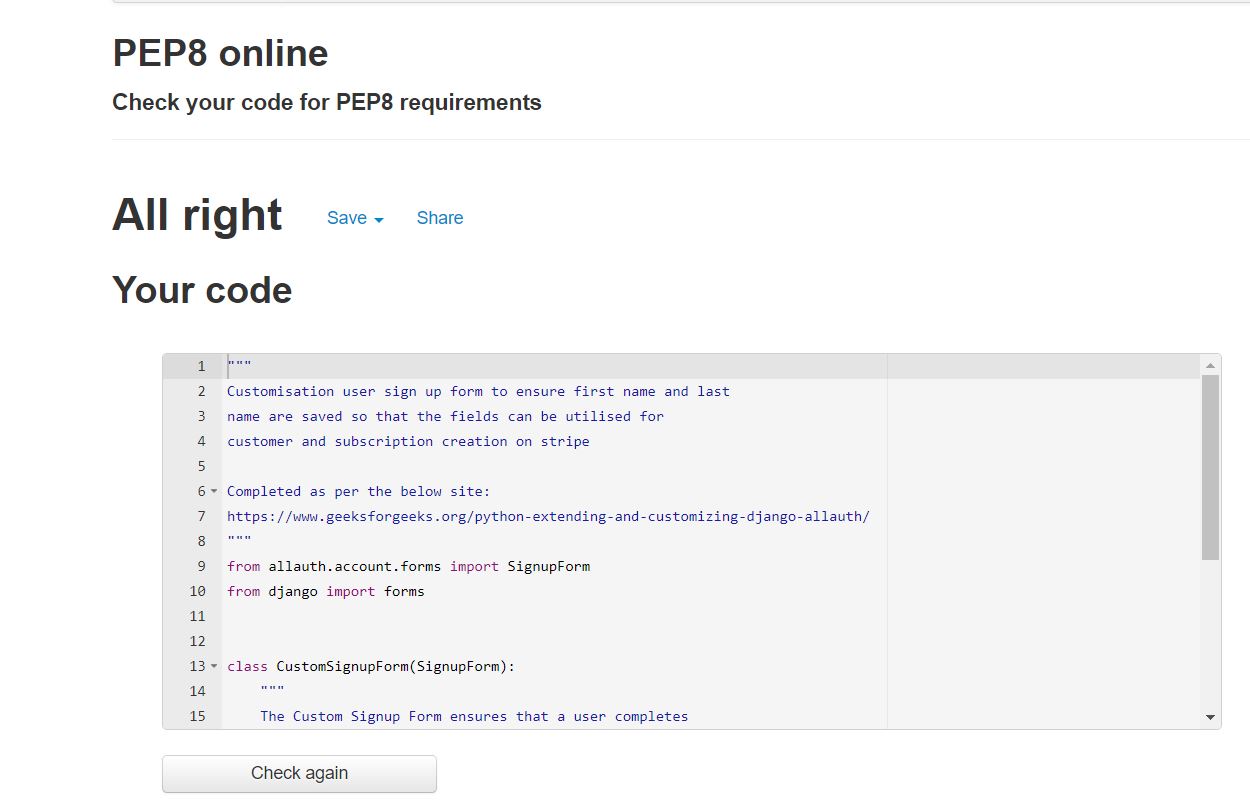 PEP8 online
Check your code for PEP8 requirements
All right Save Share
Your code
1 """
2 Customisation user sign up form to ensure first name and last
3 name are saved so that the fields can be utilised for
4 customer and subscription creation on stripe
5
6 Completed as per the below site:
7 https://www.geeksforgeeks.org/python-extending-and-customizing-django-allauth/
8 """
9 from allauth.account.forms import SignupForm
10 from django import forms
11
12
13 class CustomSignupForm(SignupForm):
14     """
15     The Custom Signup Form ensures that a user completes
Check again